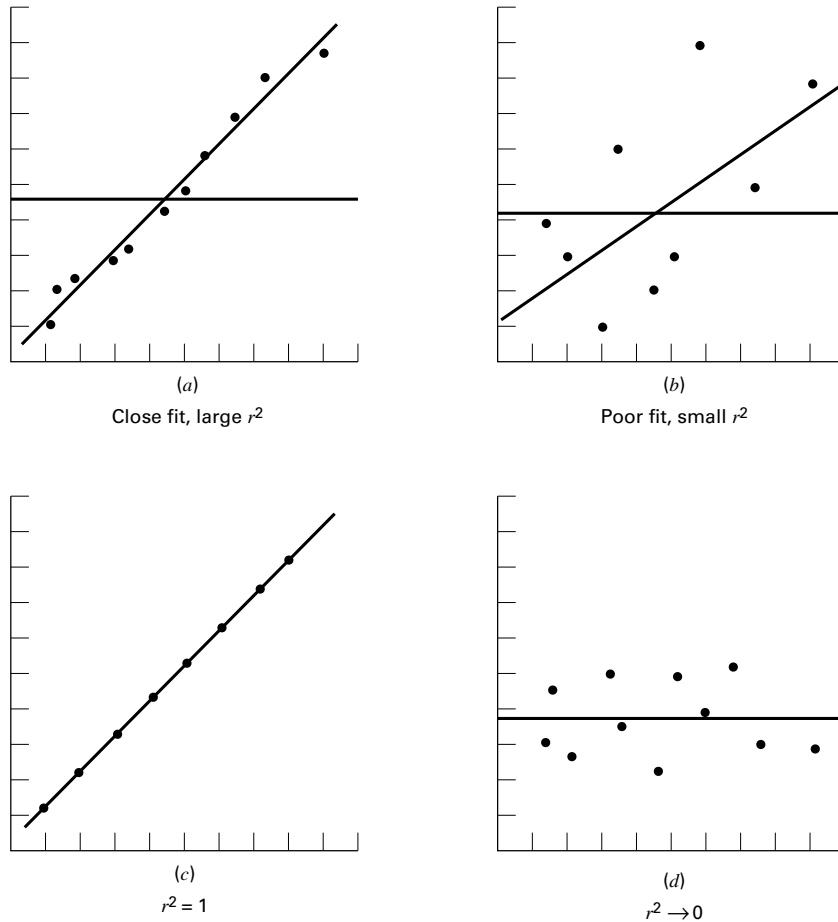 (a)
Close fit, large r²
(b)
Poor fit, small r²
(c)
r² = 1
(d)
r² → 0